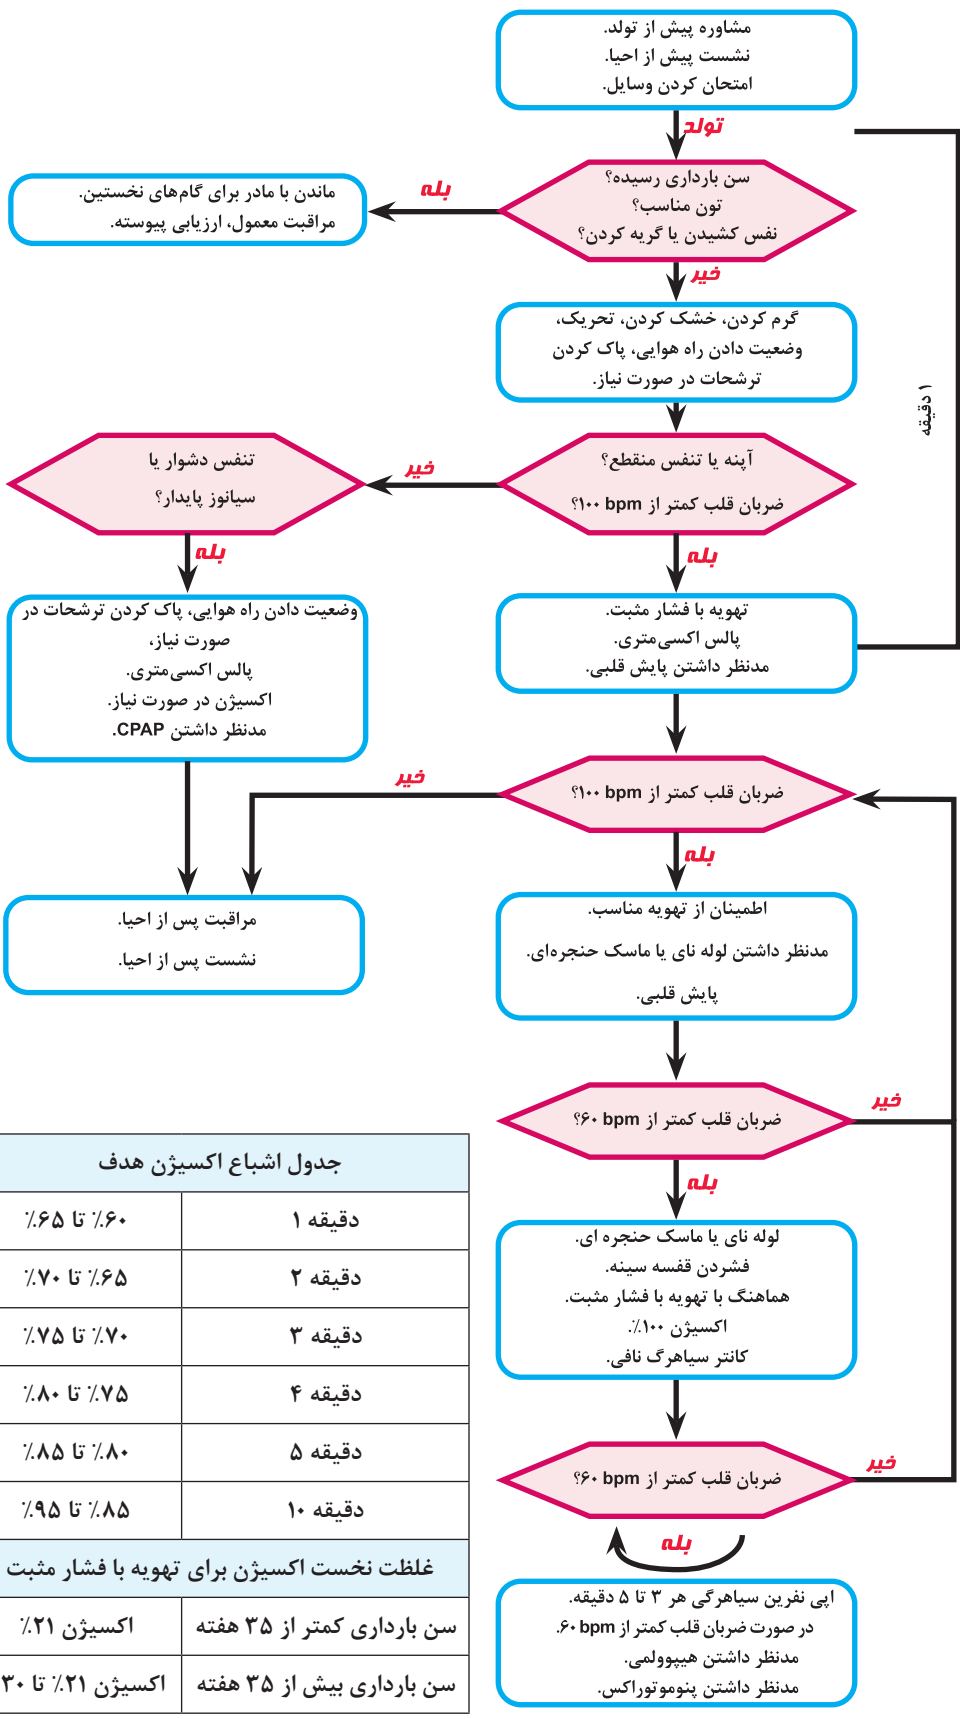 مشاوره پیش از تولد.
نشست پیش از احیا.
امتحان کردن وسایل.
تولد
سن بارداری رسیده؟
تون مناسب؟
نفس کشیدن یا گریه کردن؟
بله
ماندن با مادر برای گام‌های نخستین.
مراقبت معمول، ارزیابی پیوسته.
خیر
گرم کردن، خشک کردن، تحریک،
وضعیت دادن راه هوایی، پاک کردن
ترشحات در صورت نیاز.
۱ دقیقه
آپنه یا تنفس منقطع؟
ضربان قلب کمتر از ۱۰۰ bpm؟
خیر
تنفس دشوار یا
سیانوز پایدار؟
بله
بله
تهویه با فشار مثبت.
پالس اکسی‌متری.
مدنظر داشتن پایش قلبی.
وضعیت دادن راه هوایی، پاک کردن ترشحات در
صورت نیاز،
پالس اکسی‌متری.
اکسیژن در صورت نیاز.
مدنظر داشتن CPAP.
ضربان قلب کمتر از ۱۰۰ bpm؟
خیر
بله
اطمینان از تهویه مناسب.
مدنظر داشتن لوله نای یا ماسک حنجره‌ای.
پایش قلبی.
مراقبت پس از احیا.
نشست پس از احیا.
ضربان قلب کمتر از ۶۰ bpm؟
خیر
بله
لوله نای یا ماسک حنجره ای.
فشردن قفسه سینه.
هماهنگ با تهویه با فشار مثبت.
اکسیژن ۱۰۰٪.
کانتر سیاهرگ نافی.
ضربان قلب کمتر از ۶۰ bpm؟
خیر
بله
اپی نفرین سیاهرگی هر ۳ تا ۵ دقیقه.
در صورت ضربان قلب کمتر از ۶۰ bpm.
مدنظر داشتن هیپوولمی.
مدنظر داشتن پنوموتوراکس.
جدول اشباع اکسیژن هدف
دقیقه ۱ ۶۰٪ تا ۶۵٪
دقیقه ۲ ۶۵٪ تا ۷۰٪
دقیقه ۳ ۷۰٪ تا ۷۵٪
دقیقه ۴ ۷۵٪ تا ۸۰٪
دقیقه ۵ ۸۰٪ تا ۸۵٪
دقیقه ۱۰ ۸۵٪ تا ۹۵٪
غلظت نخست اکسیژن برای تهویه با فشار مثبت
سن بارداری کمتر از ۳۵ هفته اکسیژن ۲۱٪
سن بارداری بیش از ۳۵ هفته اکسیژن ۲۱٪ تا ۳۰